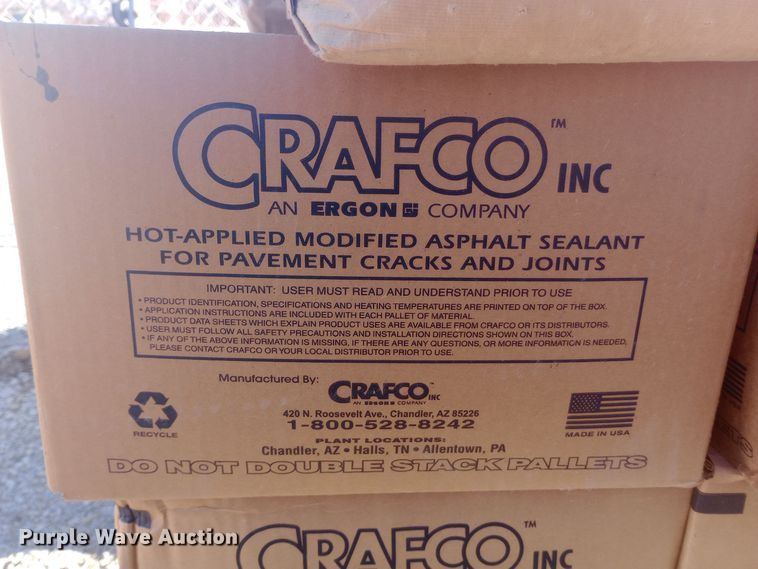 CRAFCO™ INC
AN ERGON COMPANY
HOT-APPLIED MODIFIED ASPHALT SEALANT
FOR PAVEMENT CRACKS AND JOINTS
IMPORTANT: USER MUST READ AND UNDERSTAND PRIOR TO USE
• PRODUCT IDENTIFICATION, SPECIFICATIONS AND HEATING TEMPERATURES ARE PRINTED ON TOP OF THE BOX.
• APPLICATION INSTRUCTIONS ARE INCLUDED WITH EACH PALLET OF MATERIAL.
• PRODUCT DATA SHEETS WHICH EXPLAIN PRODUCT USES ARE AVAILABLE FROM CRAFCO OR ITS DISTRIBUTORS.
• USER MUST FOLLOW ALL SAFETY PRECAUTIONS AND INSTALLATION DIRECTIONS SHOWN ON THIS BOX.
• IF ANY OF THE ABOVE INFORMATION IS MISSING, IF THERE ARE ANY QUESTIONS, OR MORE INFORMATION IS NEEDED,
PLEASE CONTACT CRAFCO OR YOUR LOCAL DISTRIBUTOR PRIOR TO USE.
Manufactured By: CRAFCO™ INC
AN ERGON COMPANY
420 N. Roosevelt Ave., Chandler, AZ 85226
1-800-528-8242
RECYCLE
MADE IN USA
PLANT LOCATIONS:
Chandler, AZ • Halls, TN • Allentown, PA
DO NOT DOUBLE STACK PALLETS
CRAFCO™ INC
Purple Wave Auction